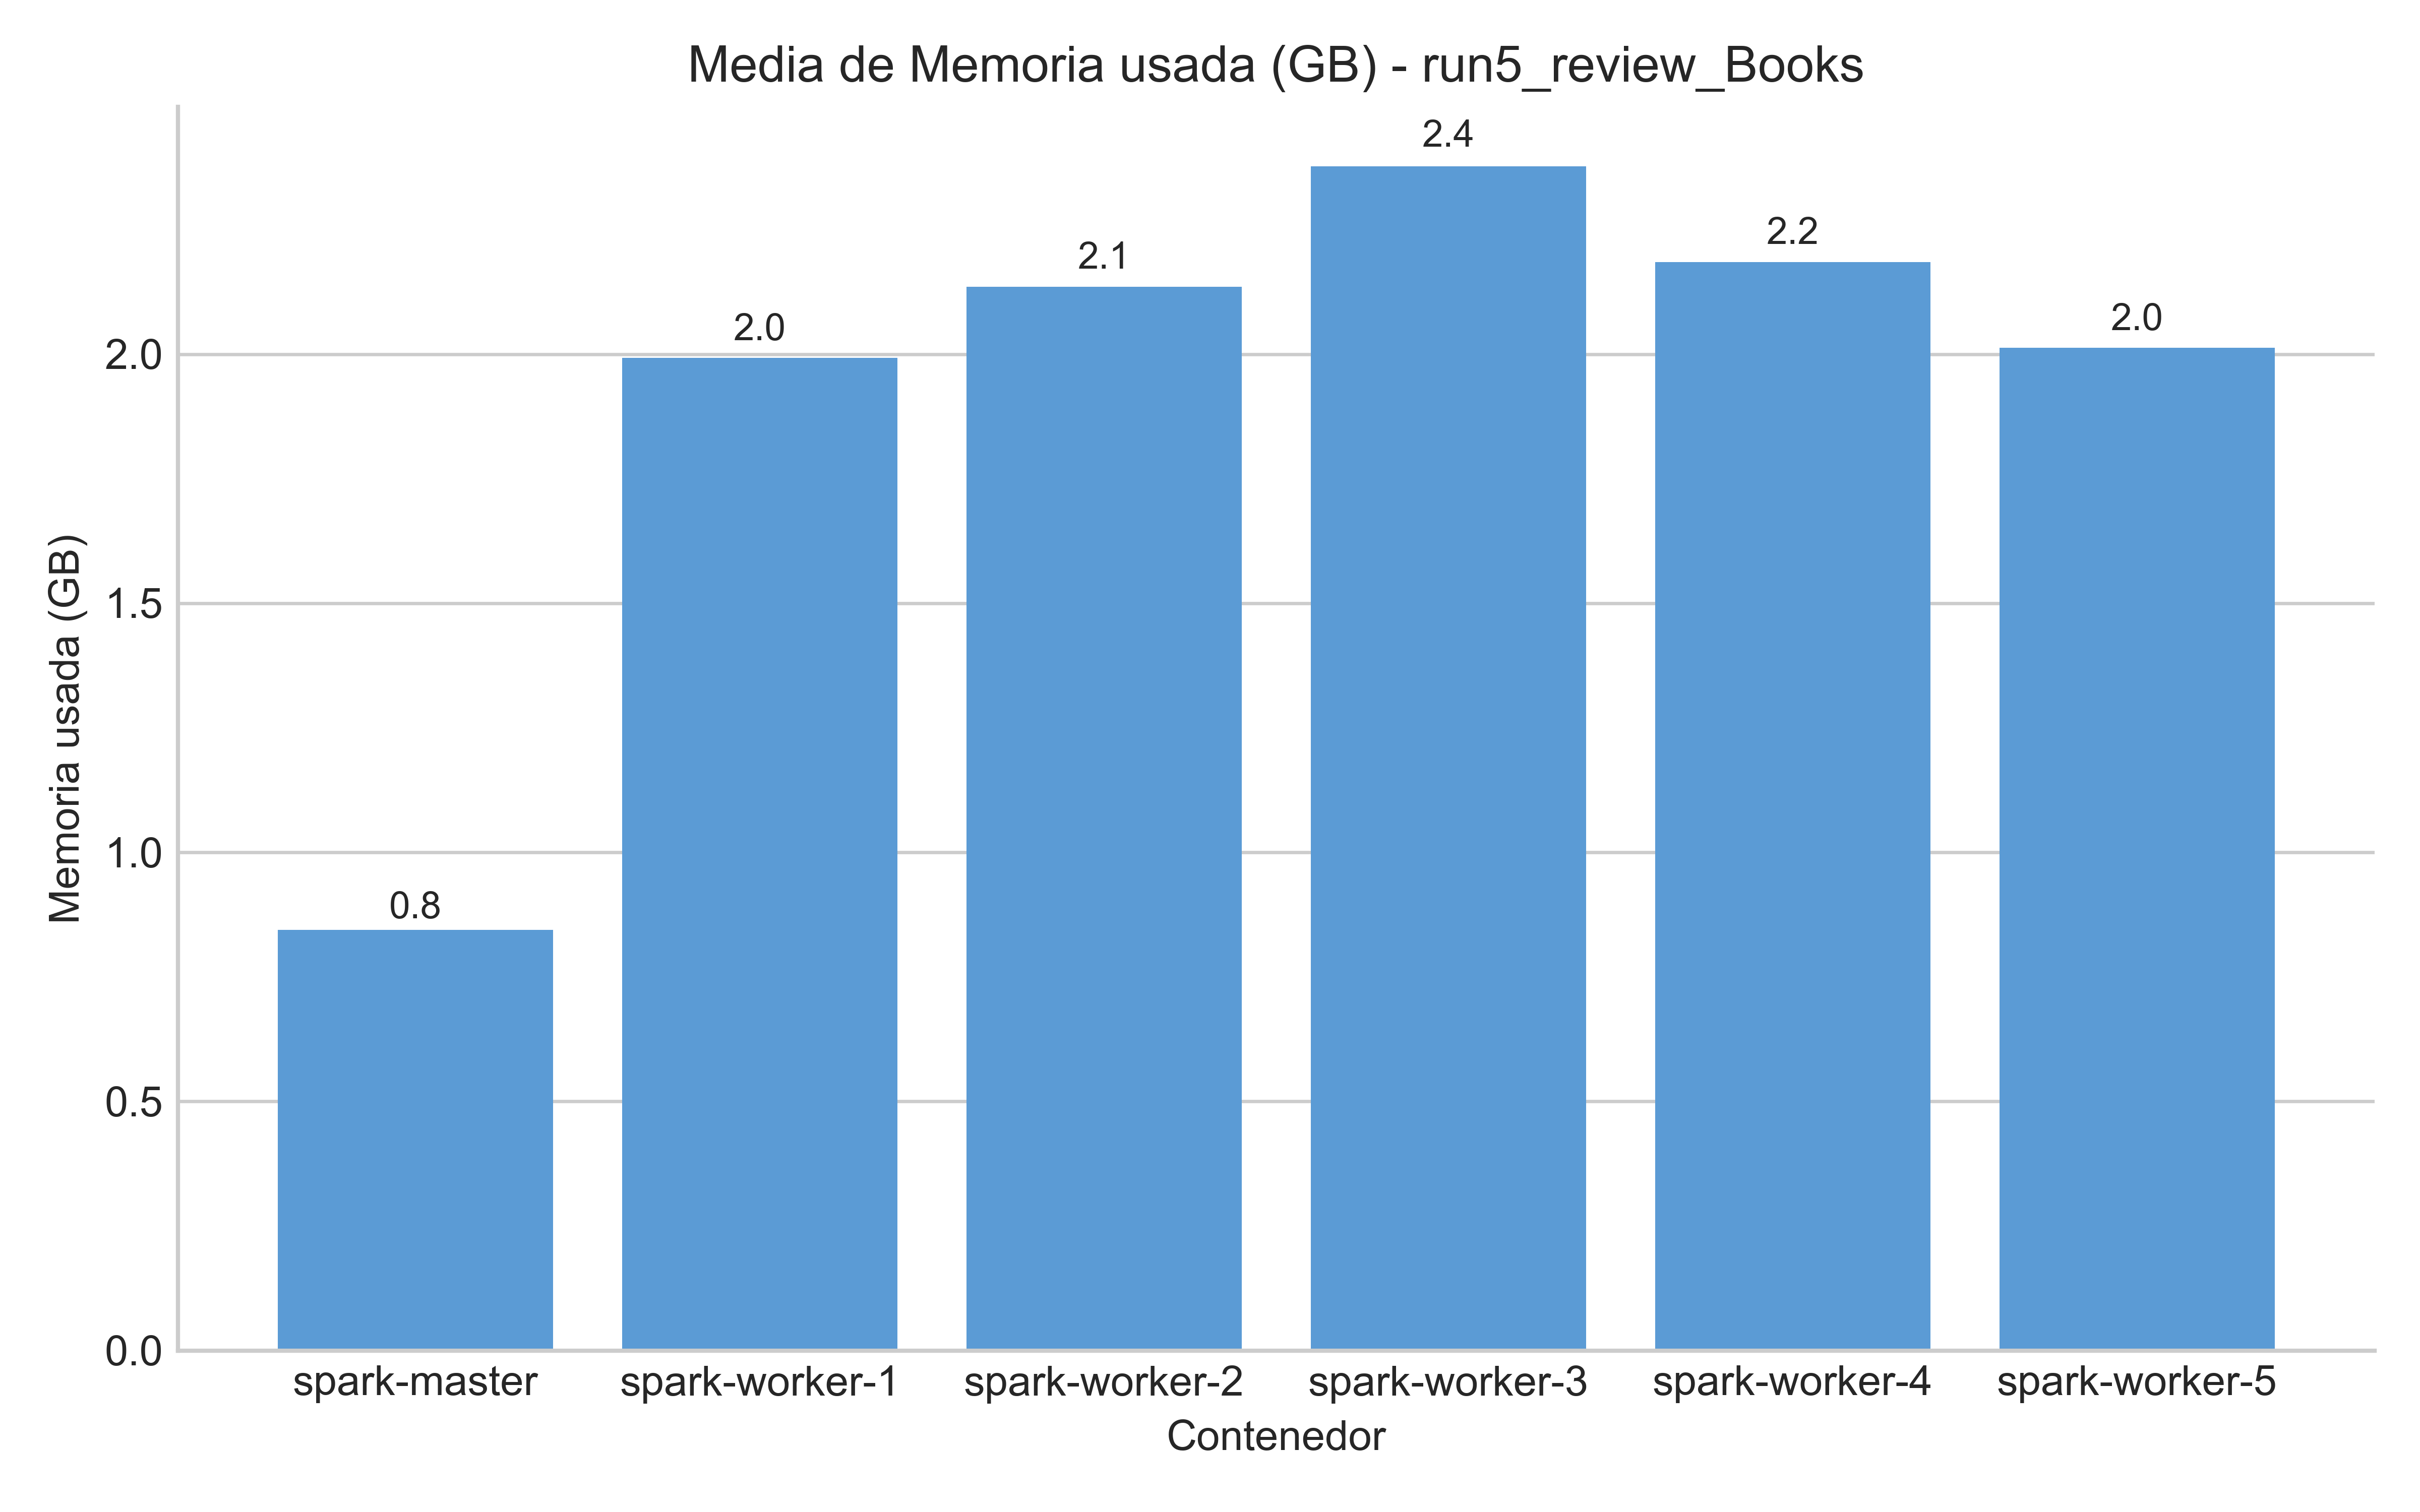 Media de Memoria usada (GB) - run5_review_Books
2.4
2.2
2.1
2.0
2.0
0.8
2.0
1.5
1.0
0.5
0.0
Memoria usada (GB)
spark-master spark-worker-1 spark-worker-2 spark-worker-3 spark-worker-4 spark-worker-5
Contenedor